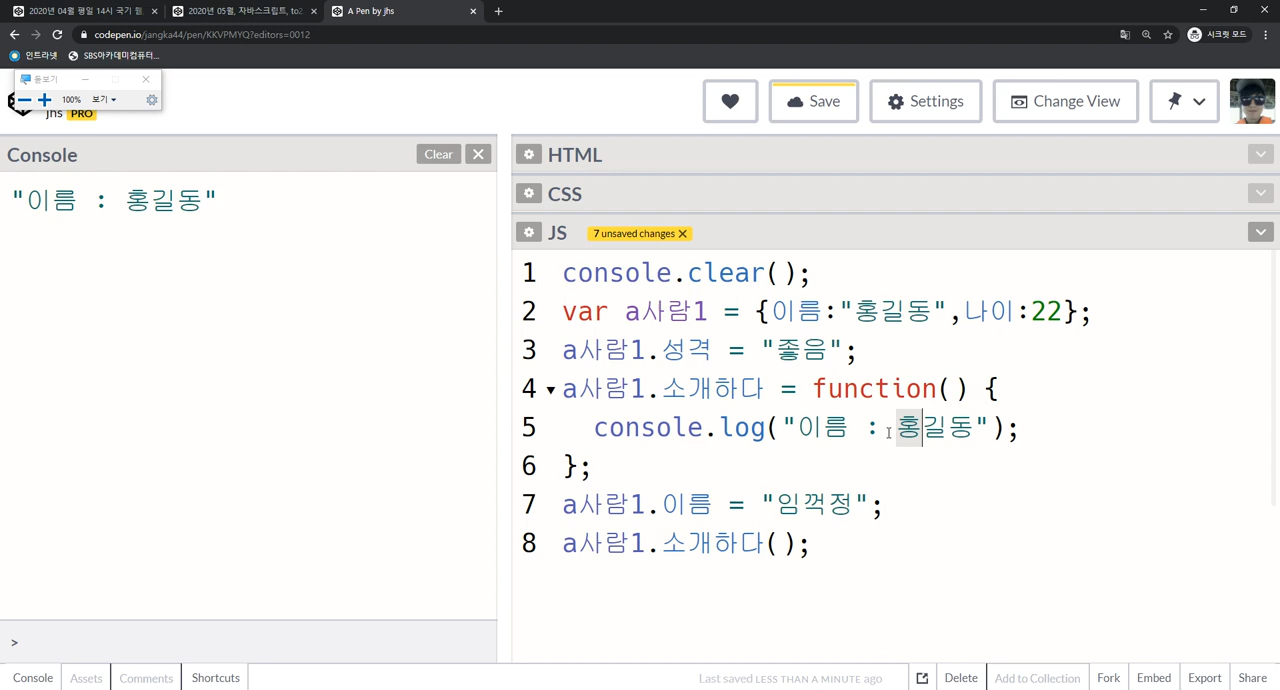 2020년 04월 평일 14시 국기 웹,
2020년 05월, 자바스크립트, to2
A Pen by jhs
codepen.io/jangka44/pen/KKVPMYQ?editors=0012
시크릿 모드
인트라넷
SBS아카데미컴퓨터...
돋보기
100%
보기
jhs PRO
Save
Settings
Change View
Console
Clear
"이름 : 홍길동"
>
HTML
CSS
JS
7 unsaved changes
1 console.clear();
2 var a사람1 = {이름:"홍길동",나이:22};
3 a사람1.성격 = "좋음";
4 a사람1.소개하다 = function() {
5 console.log("이름 : 홍길동");
6 };
7 a사람1.이름 = "임꺽정";
8 a사람1.소개하다();
Console
Assets
Comments
Shortcuts
Last saved LESS THAN A MINUTE ago
Delete
Add to Collection
Fork
Embed
Export
Share